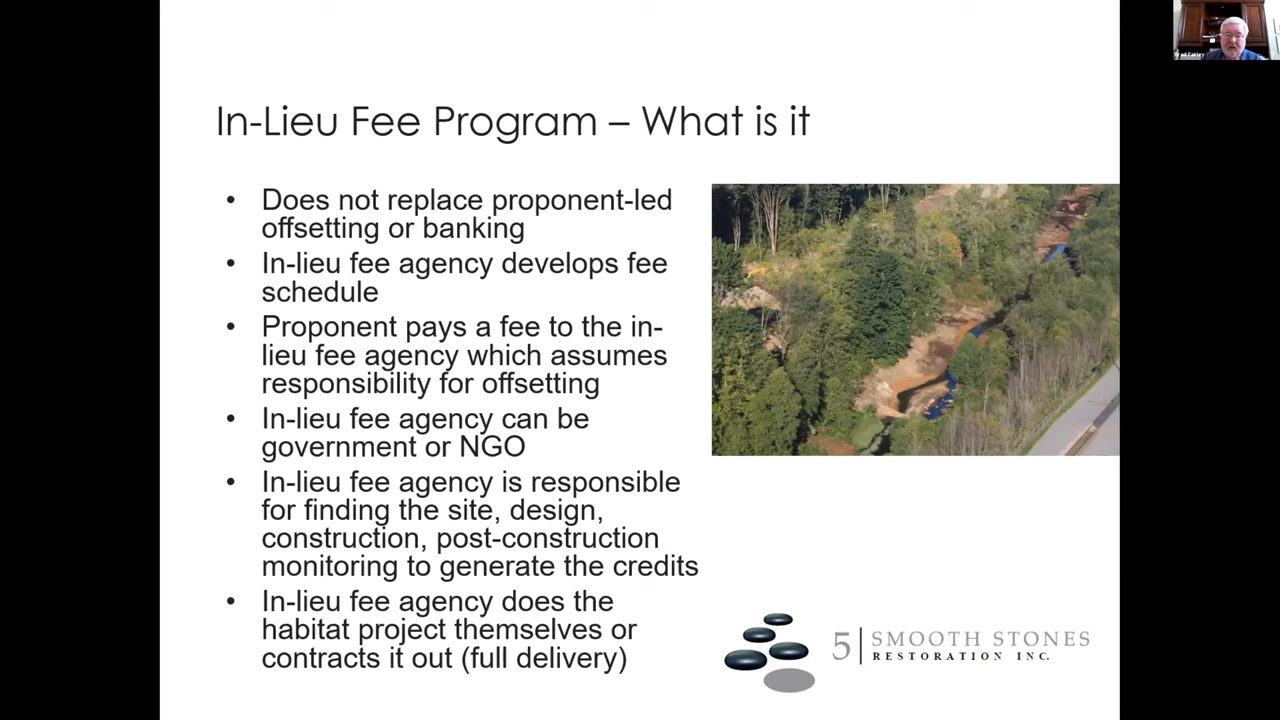 In-Lieu Fee Program – What is it
• Does not replace proponent-led
offsetting or banking
• In-lieu fee agency develops fee
schedule
• Proponent pays a fee to the in-
lieu fee agency which assumes
responsibility for offsetting
• In-lieu fee agency can be
government or NGO
• In-lieu fee agency is responsible
for finding the site, design,
construction, post-construction
monitoring to generate the credits
• In-lieu fee agency does the
habitat project themselves or
contracts it out (full delivery)
5 SMOOTH STONES
RESTORATION INC.